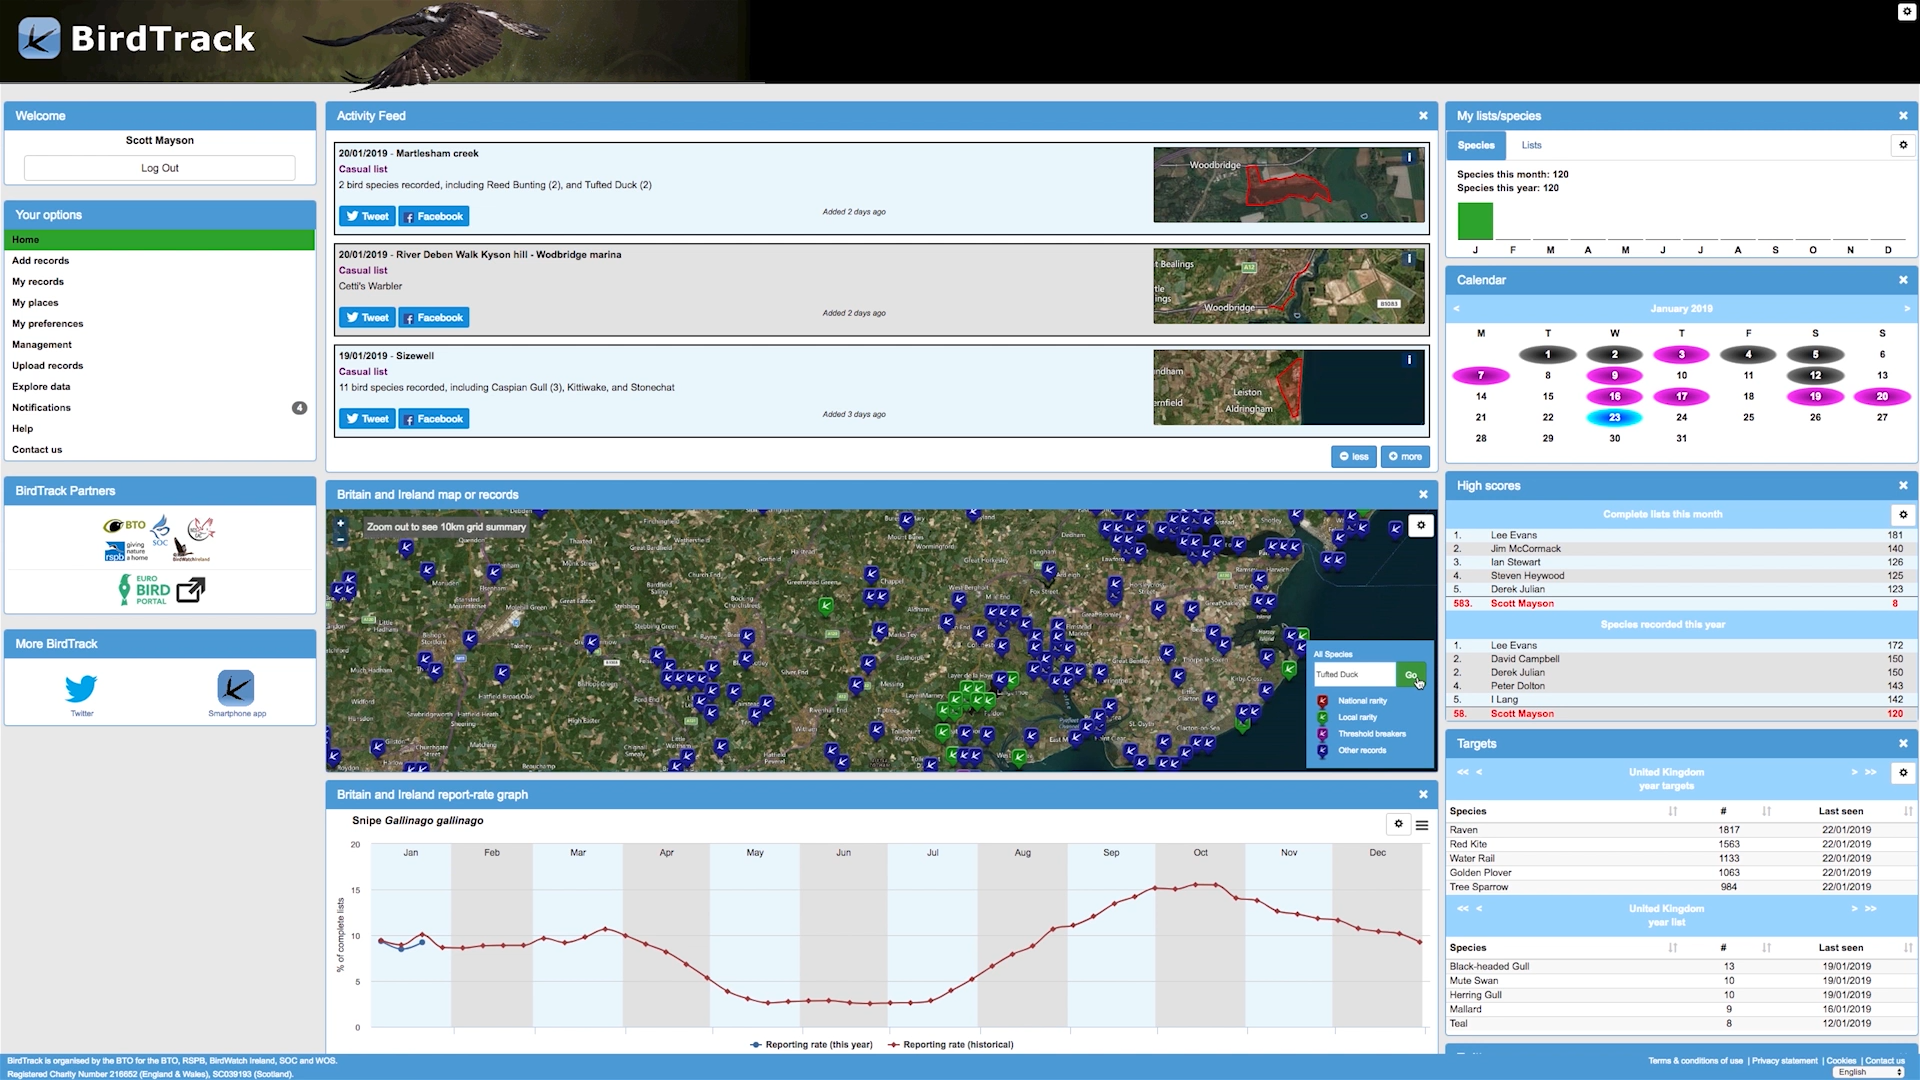 BirdTrack
Welcome
Scott Mayson
Log Out
Your options
Home
Add records
My records
My places
My preferences
Management
Upload records
Explore data
Notifications 4
Help
Contact us
BirdTrack Partners
BTO
SOC
rspb giving nature a home
BirdWatchIreland
EURO BIRD PORTAL
More BirdTrack
Twitter Smartphone app
Activity Feed
20/01/2019 - Martlesham creek
Casual list
2 bird species recorded, including Reed Bunting (2), and Tufted Duck (2)
Tweet Facebook
Added 2 days ago
Woodbridge
20/01/2019 - River Deben Walk Kyson hill - Wodbridge marina
Casual list
Cetti's Warbler
Tweet Facebook
Added 2 days ago
t Bealings
A12
tle
ings
Woodbridge
B1083
19/01/2019 - Sizewell
Casual list
11 bird species recorded, including Caspian Gull (3), Kittiwake, and Stonechat
Tweet Facebook
Added 3 days ago
ndham
Leiston
ernfield
Aldringham
less more
Britain and Ireland map or records
Zoom out to see 10km grid summary
All Species
Tufted Duck Go
National rarity
Local rarity
Threshold breakers
Other records
Britain and Ireland report-rate graph
Snipe Gallinago gallinago
Jan Feb Mar Apr May Jun Jul Aug Sep Oct Nov Dec
20
15
10
5
0
% of complete lists
Reporting rate (this year) Reporting rate (historical)
My lists/species
Species Lists
Species this month: 120
Species this year: 120
J F M A M J J A S O N D
Calendar
< January 2019 >
M T W T F S S
1 2 3 4 5 6
7 8 9 10 11 12 13
14 15 16 17 18 19 20
21 22 23 24 25 26 27
28 29 30 31
High scores
Complete lists this month
1. Lee Evans 181
2. Jim McCormack 140
3. Ian Stewart 126
4. Steven Heywood 125
5. Derek Julian 123
583. Scott Mayson 8
Species recorded this year
1. Lee Evans 172
2. David Campbell 150
2. Derek Julian 150
4. Peter Dolton 143
5. I Lang 142
58. Scott Mayson 120
Targets
<< < United Kingdom > >>
year targets
Species # Last seen
Raven 1817 22/01/2019
Red Kite 1563 22/01/2019
Water Rail 1133 22/01/2019
Golden Plover 1063 22/01/2019
Tree Sparrow 984 22/01/2019
<< < United Kingdom > >>
year list
Species # Last seen
Black-headed Gull 13 19/01/2019
Mute Swan 10 19/01/2019
Herring Gull 10 19/01/2019
Mallard 9 16/01/2019
Teal 8 12/01/2019
BirdTrack is organised by the BTO for the BTO, RSPB, BirdWatch Ireland, SOC and WOS.
Registered Charity Number 216652 (England & Wales), SC039193 (Scotland).
Terms & conditions of use | Privacy statement | Cookies | Contact us
English